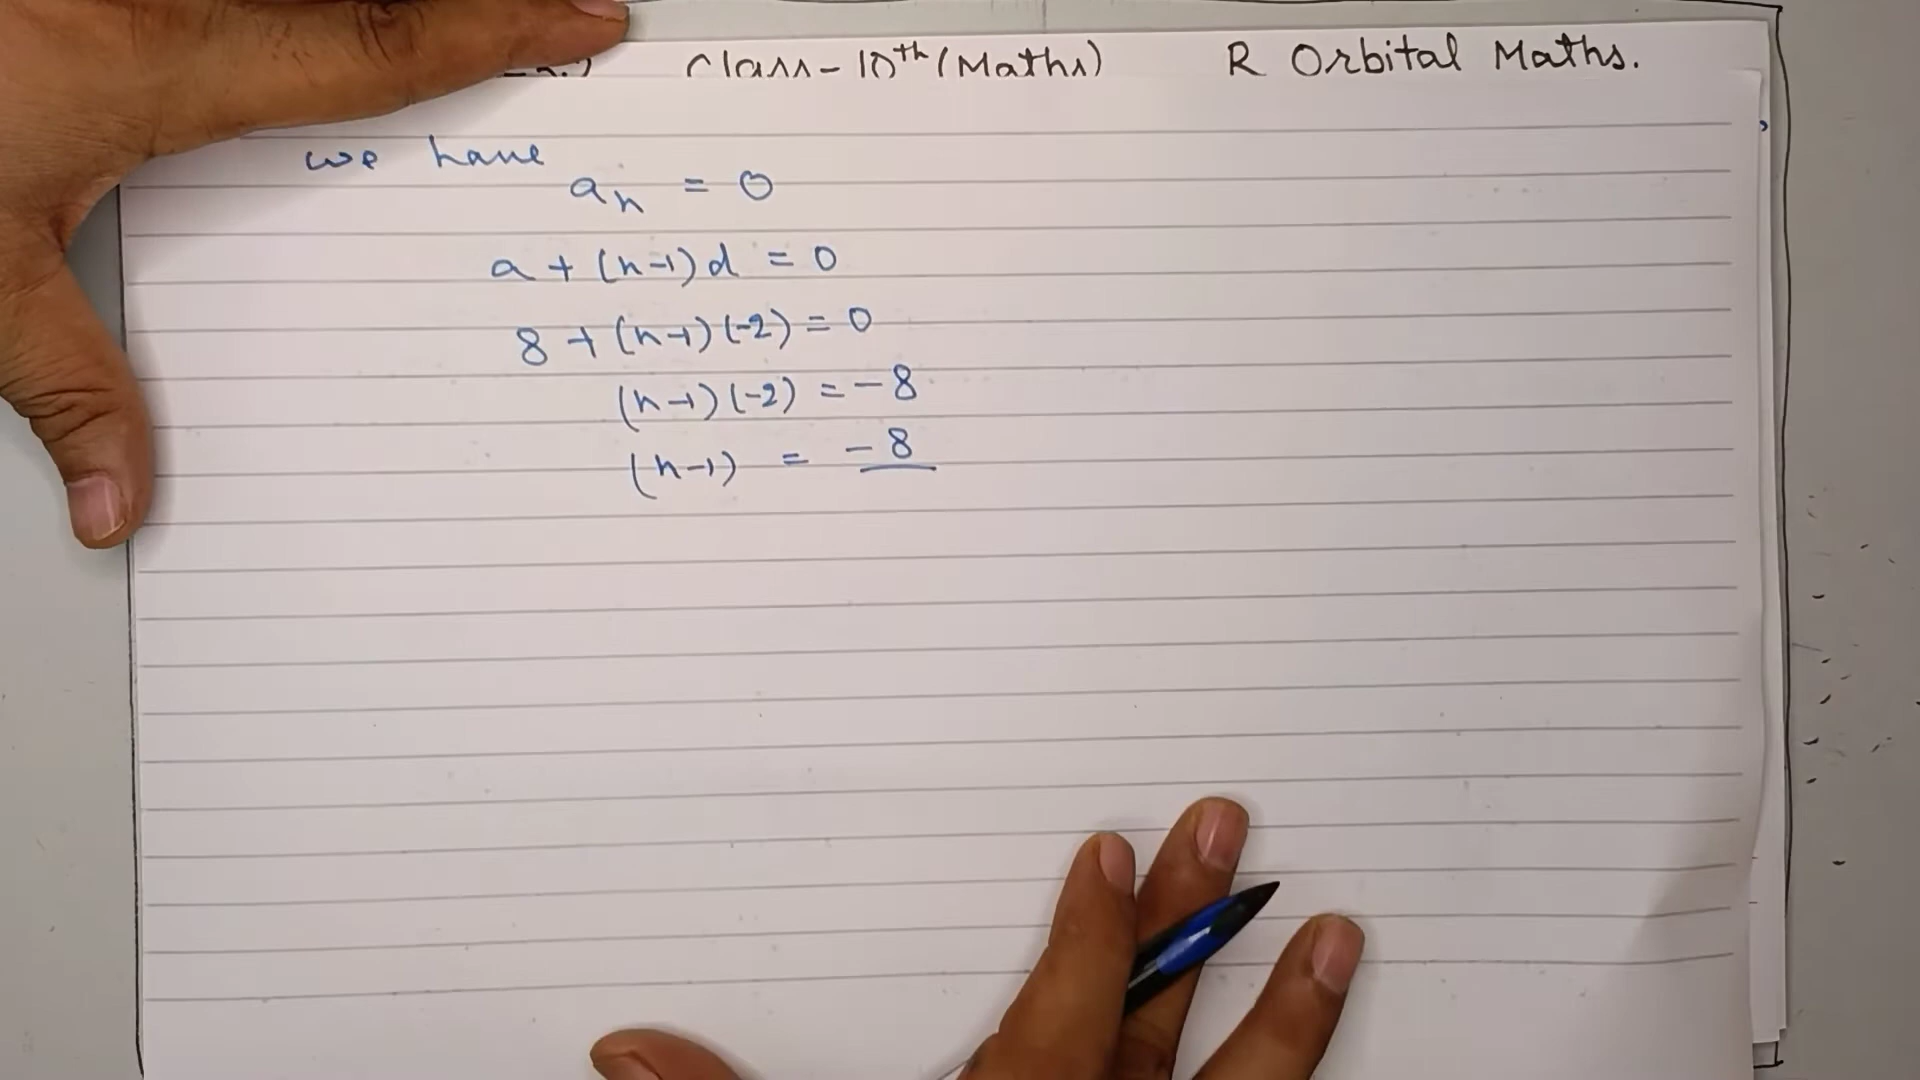 Class - 10th (Maths) R Orbital Maths.
we have
aₙ = 0
a + (n-1)d = 0
8 + (n-1)(-2) = 0
(n-1)(-2) = -8
(n-1) = -8